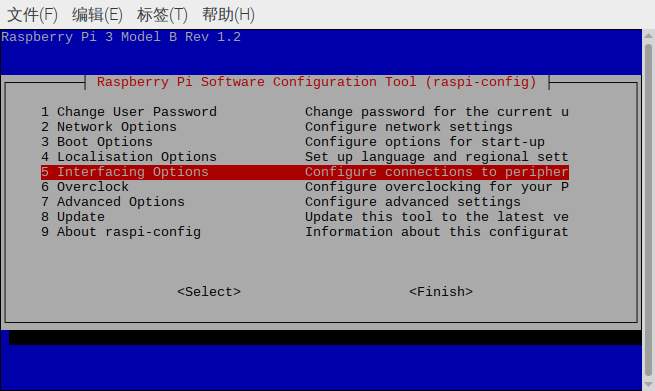 文件(F) 编辑(E) 标签(T) 帮助(H)
Raspberry Pi 3 Model B Rev 1.2
Raspberry Pi Software Configuration Tool (raspi-config)
1 Change User Password Change password for the current u
2 Network Options Configure network settings
3 Boot Options Configure options for start-up
4 Localisation Options Set up language and regional sett
5 Interfacing Options Configure connections to peripher
6 Overclock Configure overclocking for your P
7 Advanced Options Configure advanced settings
8 Update Update this tool to the latest ve
9 About raspi-config Information about this configurat
<Select> <Finish>